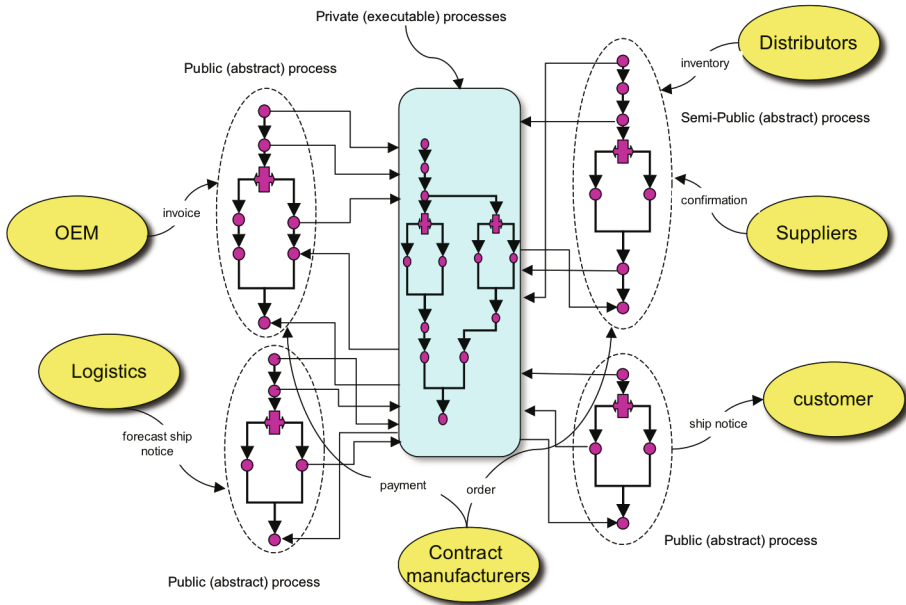 Private (executable) processes
Distributors
Public (abstract) process
inventory
Semi-Public (abstract) process
OEM
invoice
confirmation
Suppliers
Logistics
forecast ship
notice
customer
ship notice
payment
order
Contract
manufacturers
Public (abstract) process
Public (abstract) process